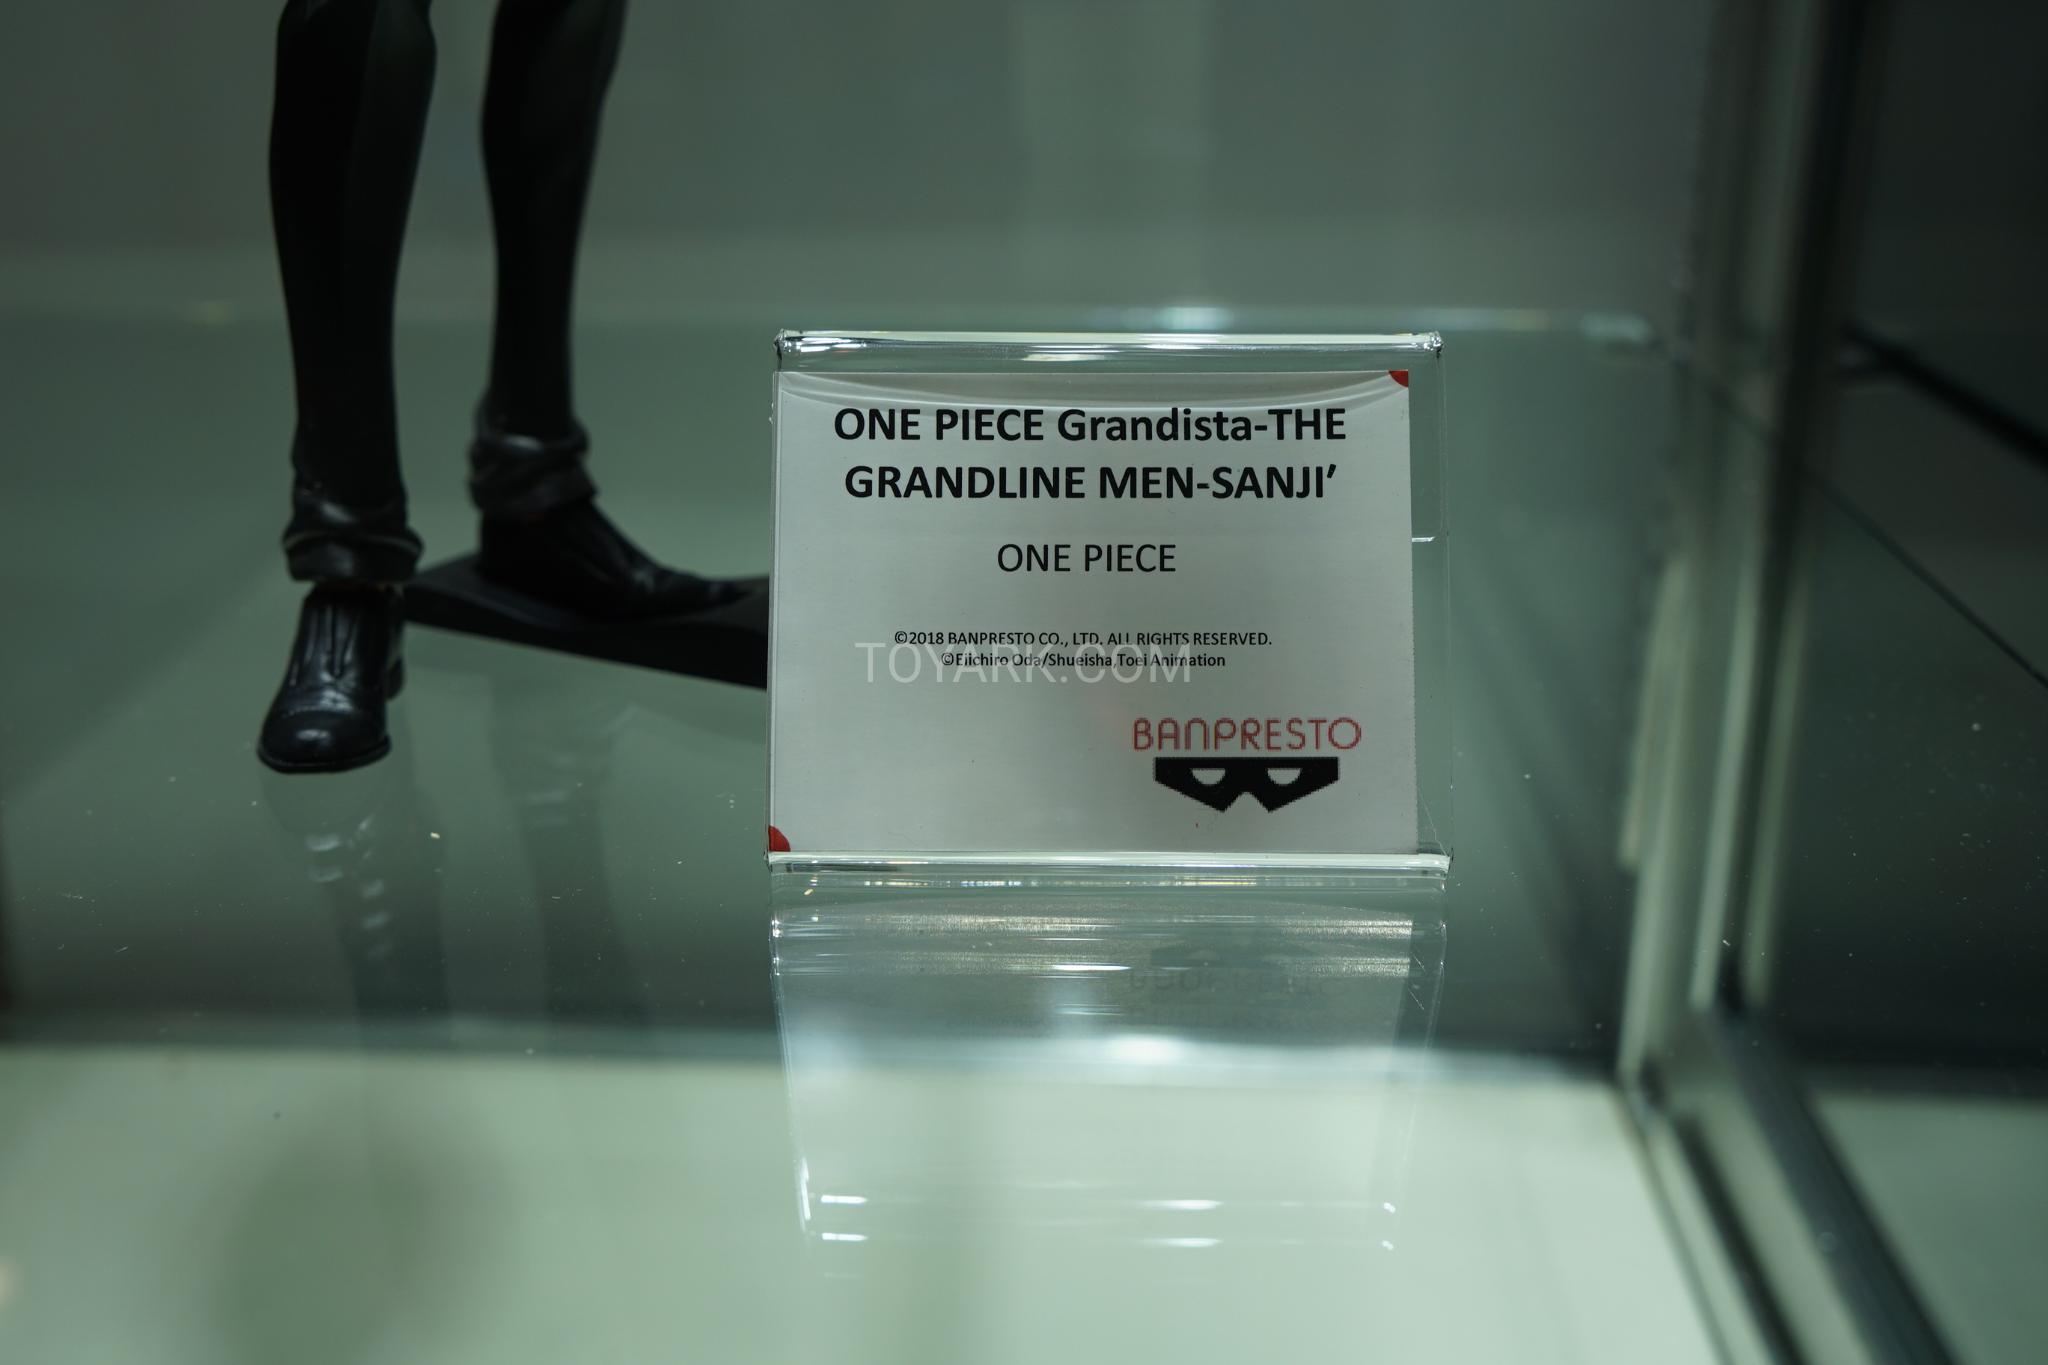 ONE PIECE Grandista-THE
GRANDLINE MEN-SANJI’
ONE PIECE
©2018 BANPRESTO CO., LTD. ALL RIGHTS RESERVED.
©Eiichiro Oda/Shueisha,Toei Animation
TOYARK.COM
BANPRESTO